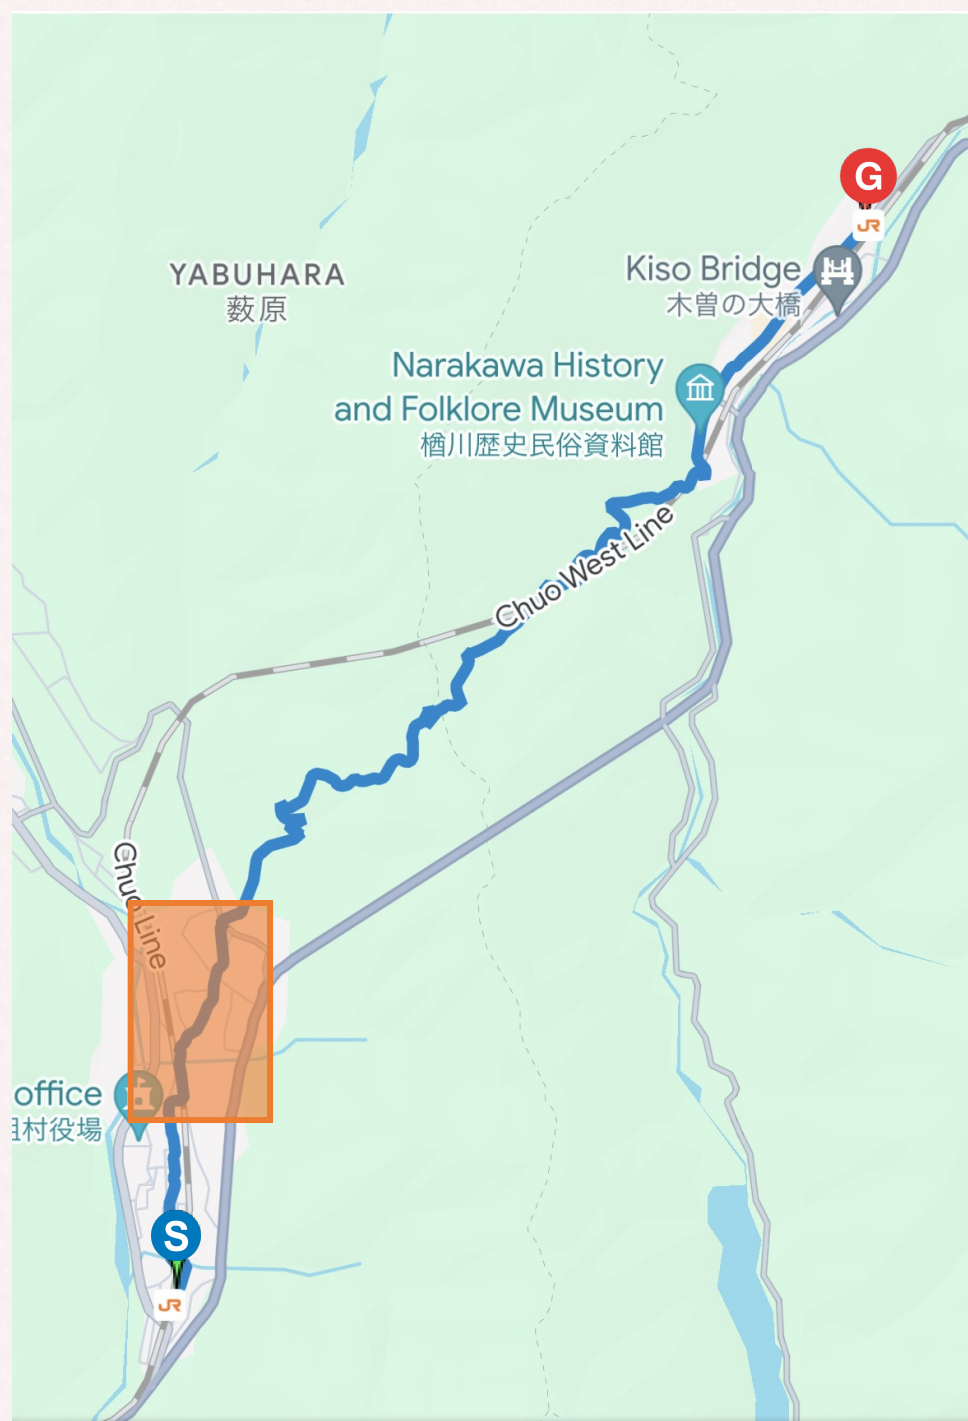 G
JR
Kiso Bridge
木曽の大橋
YABUHARA
薮原
Narakawa History
and Folklore Museum
楢川歴史民俗資料館
Chuo West Line
Chuo Line
office
祖村役場
S
JR